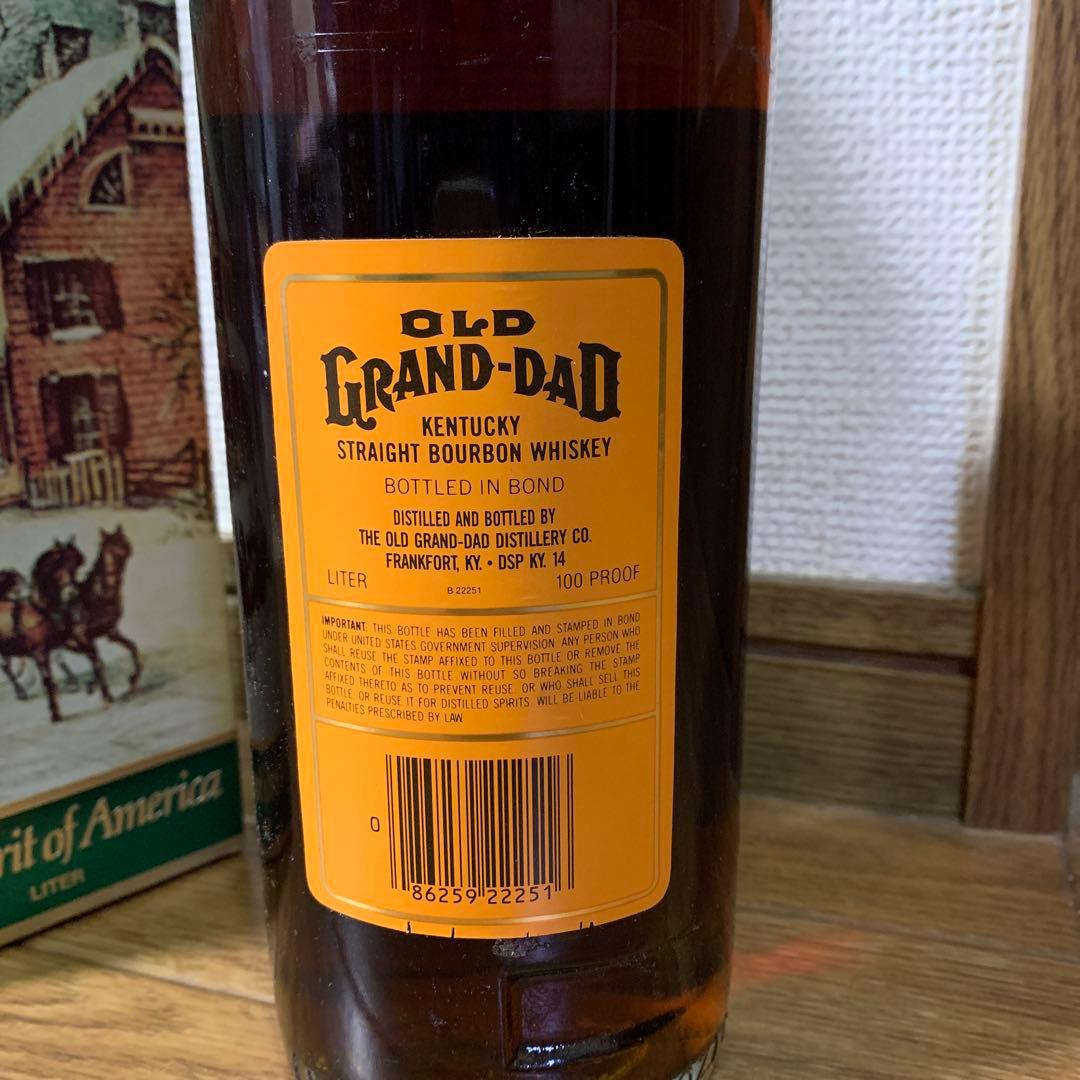 OLD
GRAND-DAD
KENTUCKY
STRAIGHT BOURBON WHISKEY
BOTTLED IN BOND
DISTILLED AND BOTTLED BY
THE OLD GRAND-DAD DISTILLERY CO.
FRANKFORT, KY. • DSP KY. 14
LITER B 22251 100 PROOF
IMPORTANT. THIS BOTTLE HAS BEEN FILLED AND STAMPED IN BOND
UNDER UNITED STATES GOVERNMENT SUPERVISION. ANY PERSON WHO
SHALL REUSE THE STAMP AFFIXED TO THIS BOTTLE OR REMOVE THE
CONTENTS OF THIS BOTTLE WITHOUT SO BREAKING THE STAMP
AFFIXED THERETO AS TO PREVENT REUSE, OR WHO SHALL SELL THIS
BOTTLE, OR REUSE IT FOR DISTILLED SPIRITS, WILL BE LIABLE TO THE
PENALTIES PRESCRIBED BY LAW
0 86259 22251
rit of America
LITER